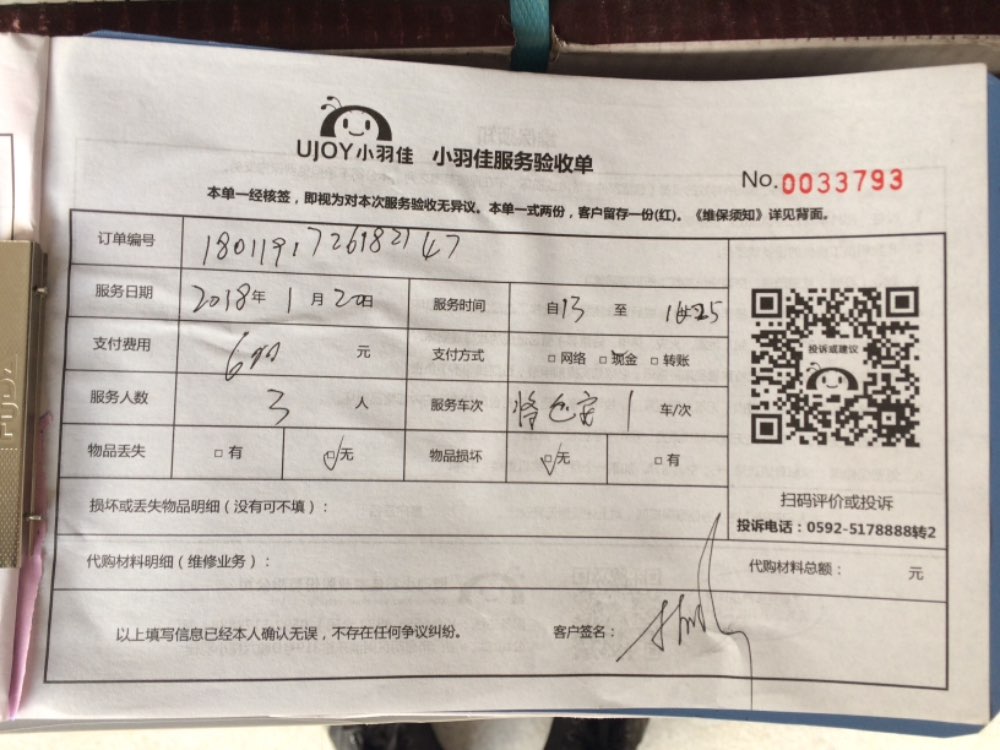 UJOY小羽佳 小羽佳服务验收单
No.0033793
本单一经核签，即视为对本次服务验收无异议。本单一式两份，客户留存一份(红)。《维保须知》详见背面。
订单编号
服务日期 2018年 1月 20日 服务时间 自13 至
支付费用 600 元 支付方式 □ 网络 □ 现金 □ 转账
服务人数 3 人 服务车次 1 车/次
物品丢失 □ 有 □ 无 物品损坏 □ 无 □ 有
投诉或建议
扫码评价或投诉
投诉电话：0592-5178888转2
损坏或丢失物品明细（没有可不填）：
代购材料明细（维修业务）： 代购材料总额： 元
以上填写信息已经本人确认无误，不存在任何争议纠纷。 客户签名：